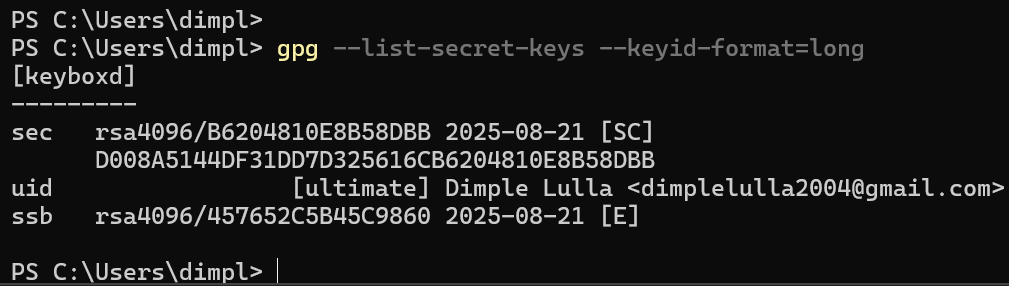 PS C:\Users\dimpl>
PS C:\Users\dimpl> gpg --list-secret-keys --keyid-format=long
[keyboxd]
---------
sec   rsa4096/B6204810E8B58DBB 2025-08-21 [SC]
      D008A5144DF31DD7D325616CB6204810E8B58DBB
uid                 [ultimate] Dimple Lulla <dimplelulla2004@gmail.com>
ssb   rsa4096/457652C5B45C9860 2025-08-21 [E]
PS C:\Users\dimpl>